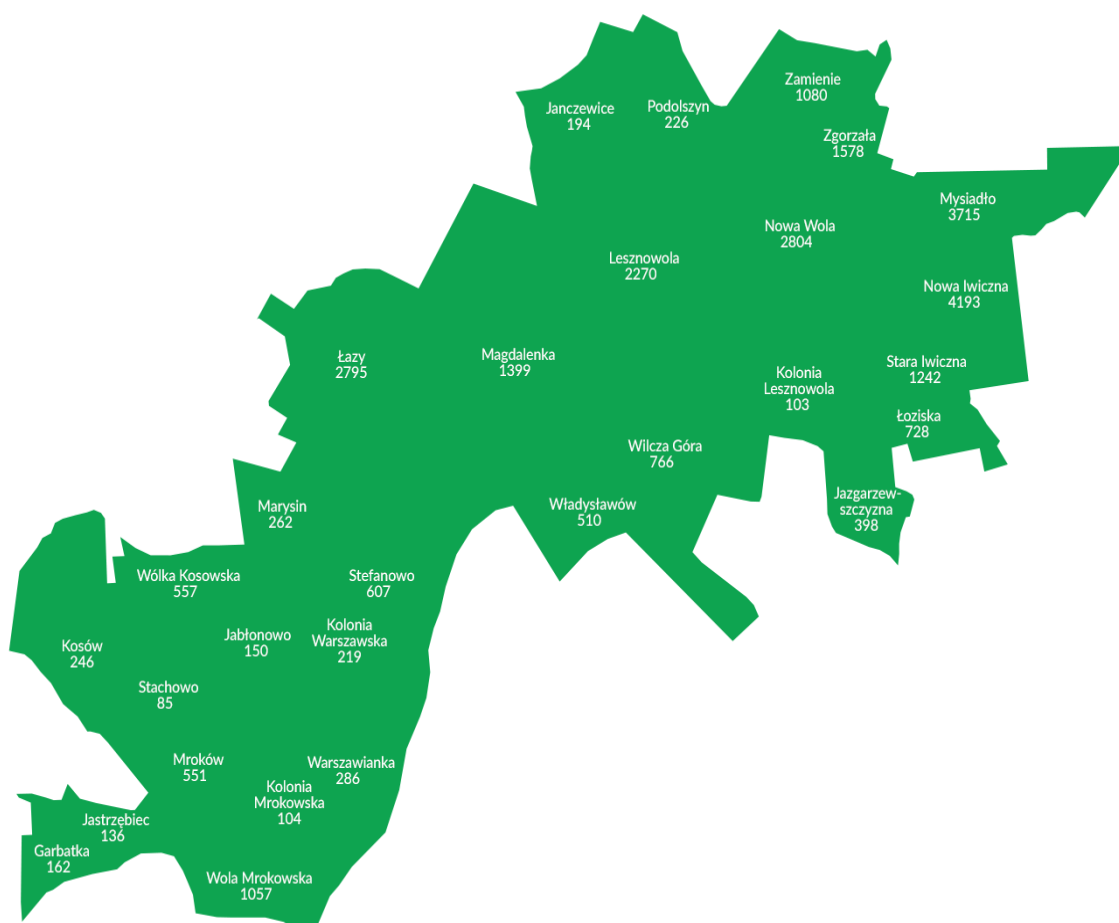 Zamienie
1080
Janczewice
194
Podolszyn
226
Zgorzała
1578
Mysiadło
3715
Nowa Wola
2804
Lesznowola
2270
Nowa Iwiczna
4193
Łazy
2795
Magdalenka
1399
Stara Iwiczna
1242
Kolonia
Lesznowola
103
Łoziska
728
Wilcza Góra
766
Jazgarzew-
szczyzna
398
Władysławów
510
Marysin
262
Wólka Kosowska
557
Stefanowo
607
Kolonia
Warszawska
219
Jabłonowo
150
Kosów
246
Stachowo
85
Mroków
551
Warszawianka
286
Kolonia
Mrokowska
104
Jastrzębiec
136
Garbatka
162
Wola Mrokowska
1057